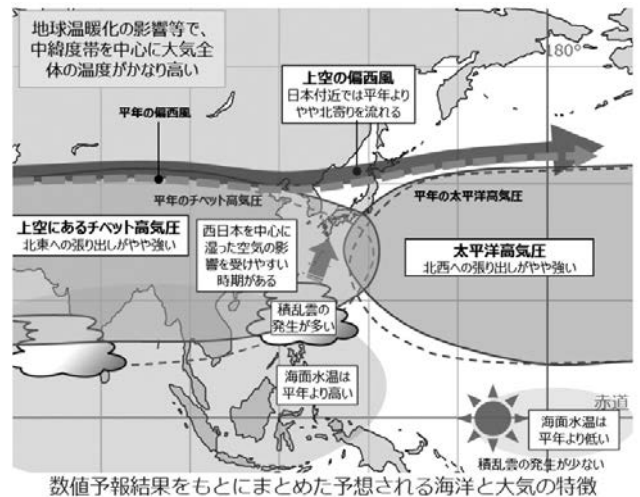 地球温暖化の影響等で、
中緯度帯を中心に大気全
体の温度がかなり高い
180°
上空の偏西風
日本付近では平年より
やや北寄りを流れる
平年の偏西風
平年のチベット高気圧
平年の太平洋高気圧
上空にあるチベット高気圧
北東への張り出しがやや強い
西日本を中心に
湿った空気の影
響を受けやすい
時期がある
太平洋高気圧
北西への張り出しがやや強い
積乱雲の
発生が多い
海面水温は
平年より高い
赤道
海面水温は
平年より低い
積乱雲の発生が少ない
数値予報結果をもとにまとめた予想される海洋と大気の特徴